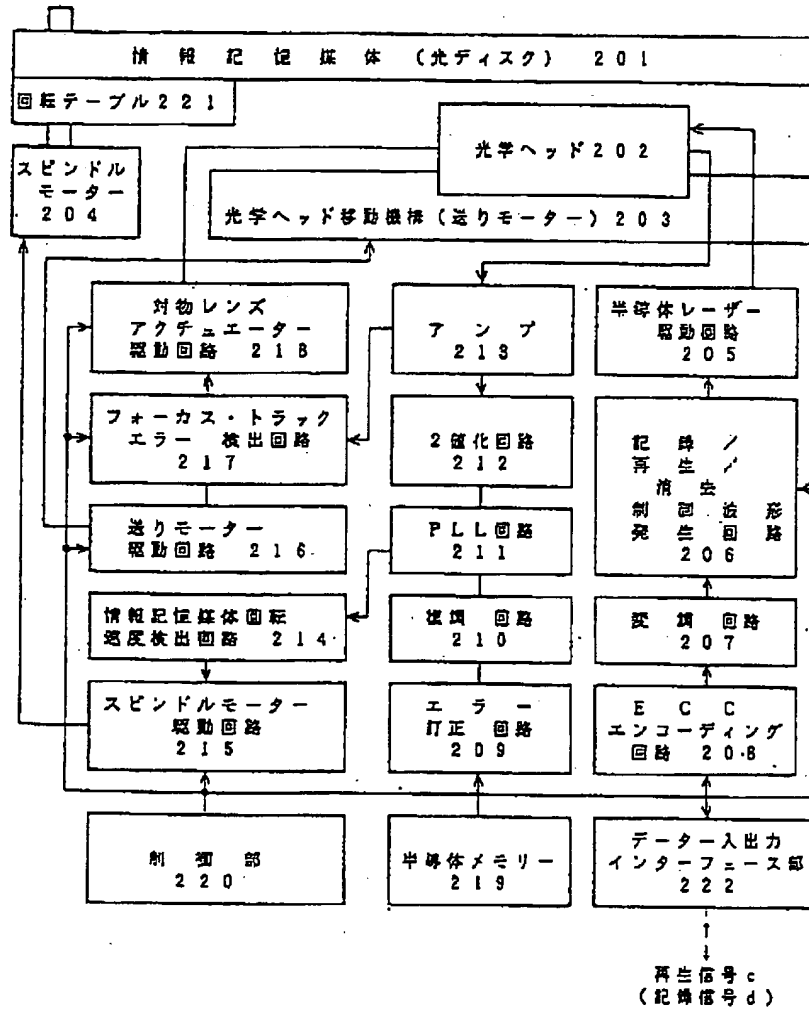 情報記憶媒体(光ディスク) 201
回転テーブル221
光学ヘッド202
スピンドル
モーター
204
光学ヘッド移動機構(送りモーター)203
対物レンズ
アクチュエーター
駆動回路 218
アンプ
213
半導体レーザー
駆動回路
205
フォーカス・トラック
エラー 検出回路
217
2値化回路
212
記録/
再生/
消去
制御波形
発生回路
206
送りモーター
駆動回路 216
PLL回路
211
情報記憶媒体回転
速度検出回路 214
復調 回路
210
変調 回路
207
スピンドルモーター
駆動回路
215
エラー
訂正 回路
209
ECC
エンコーディング
回路 208
制御部
220
半導体メモリー
219
データー入出力
インターフェース部
222
再生信号c
(記録信号d)